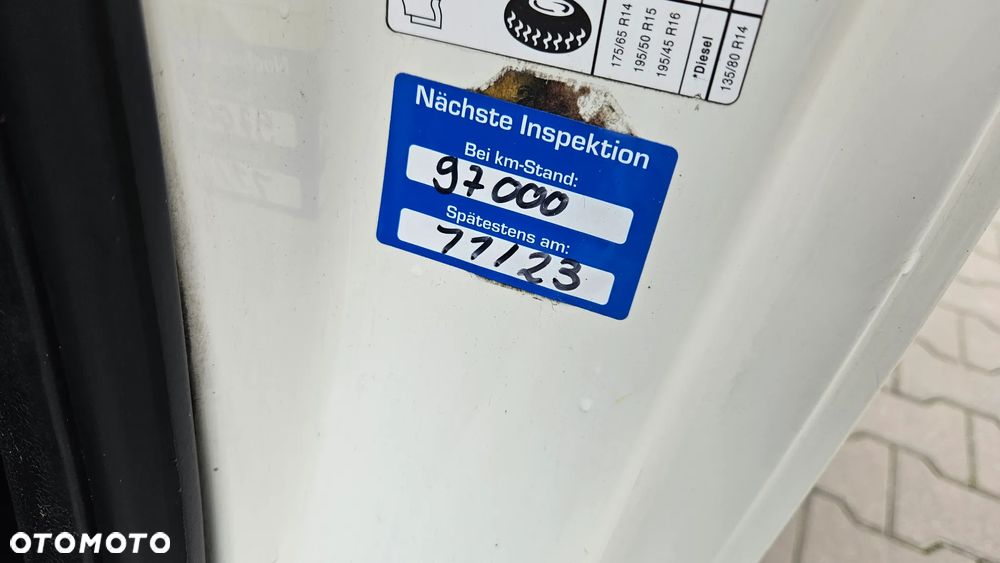 175/65 R14
195/50 R15
195/45 R16
*Diesel
135/80 R14
Nächste Inspektion
Bei km-Stand:
97000
Spätestens am:
11/23
OTOMOTO